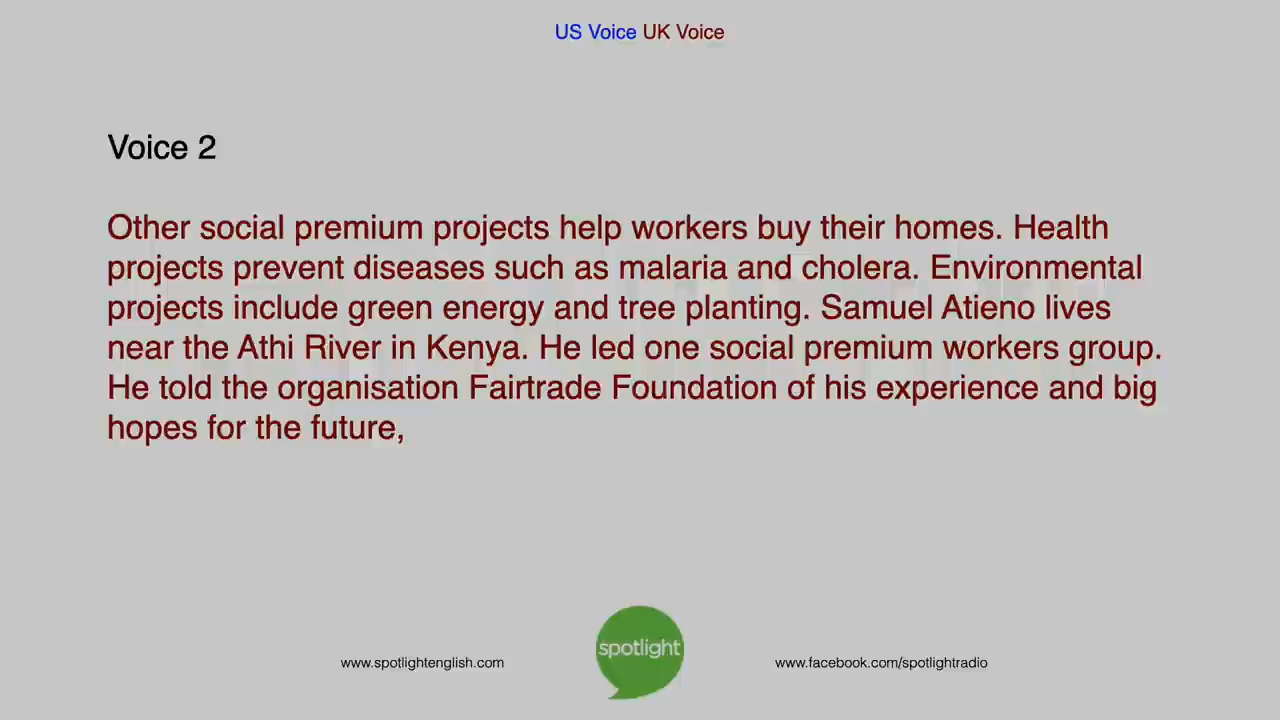 US Voice UK Voice
Voice 2
Other social premium projects help workers buy their homes. Health
projects prevent diseases such as malaria and cholera. Environmental
projects include green energy and tree planting. Samuel Atieno lives
near the Athi River in Kenya. He led one social premium workers group.
He told the organisation Fairtrade Foundation of his experience and big
hopes for the future,
spotlight
www.spotlightenglish.com
www.facebook.com/spotlightradio